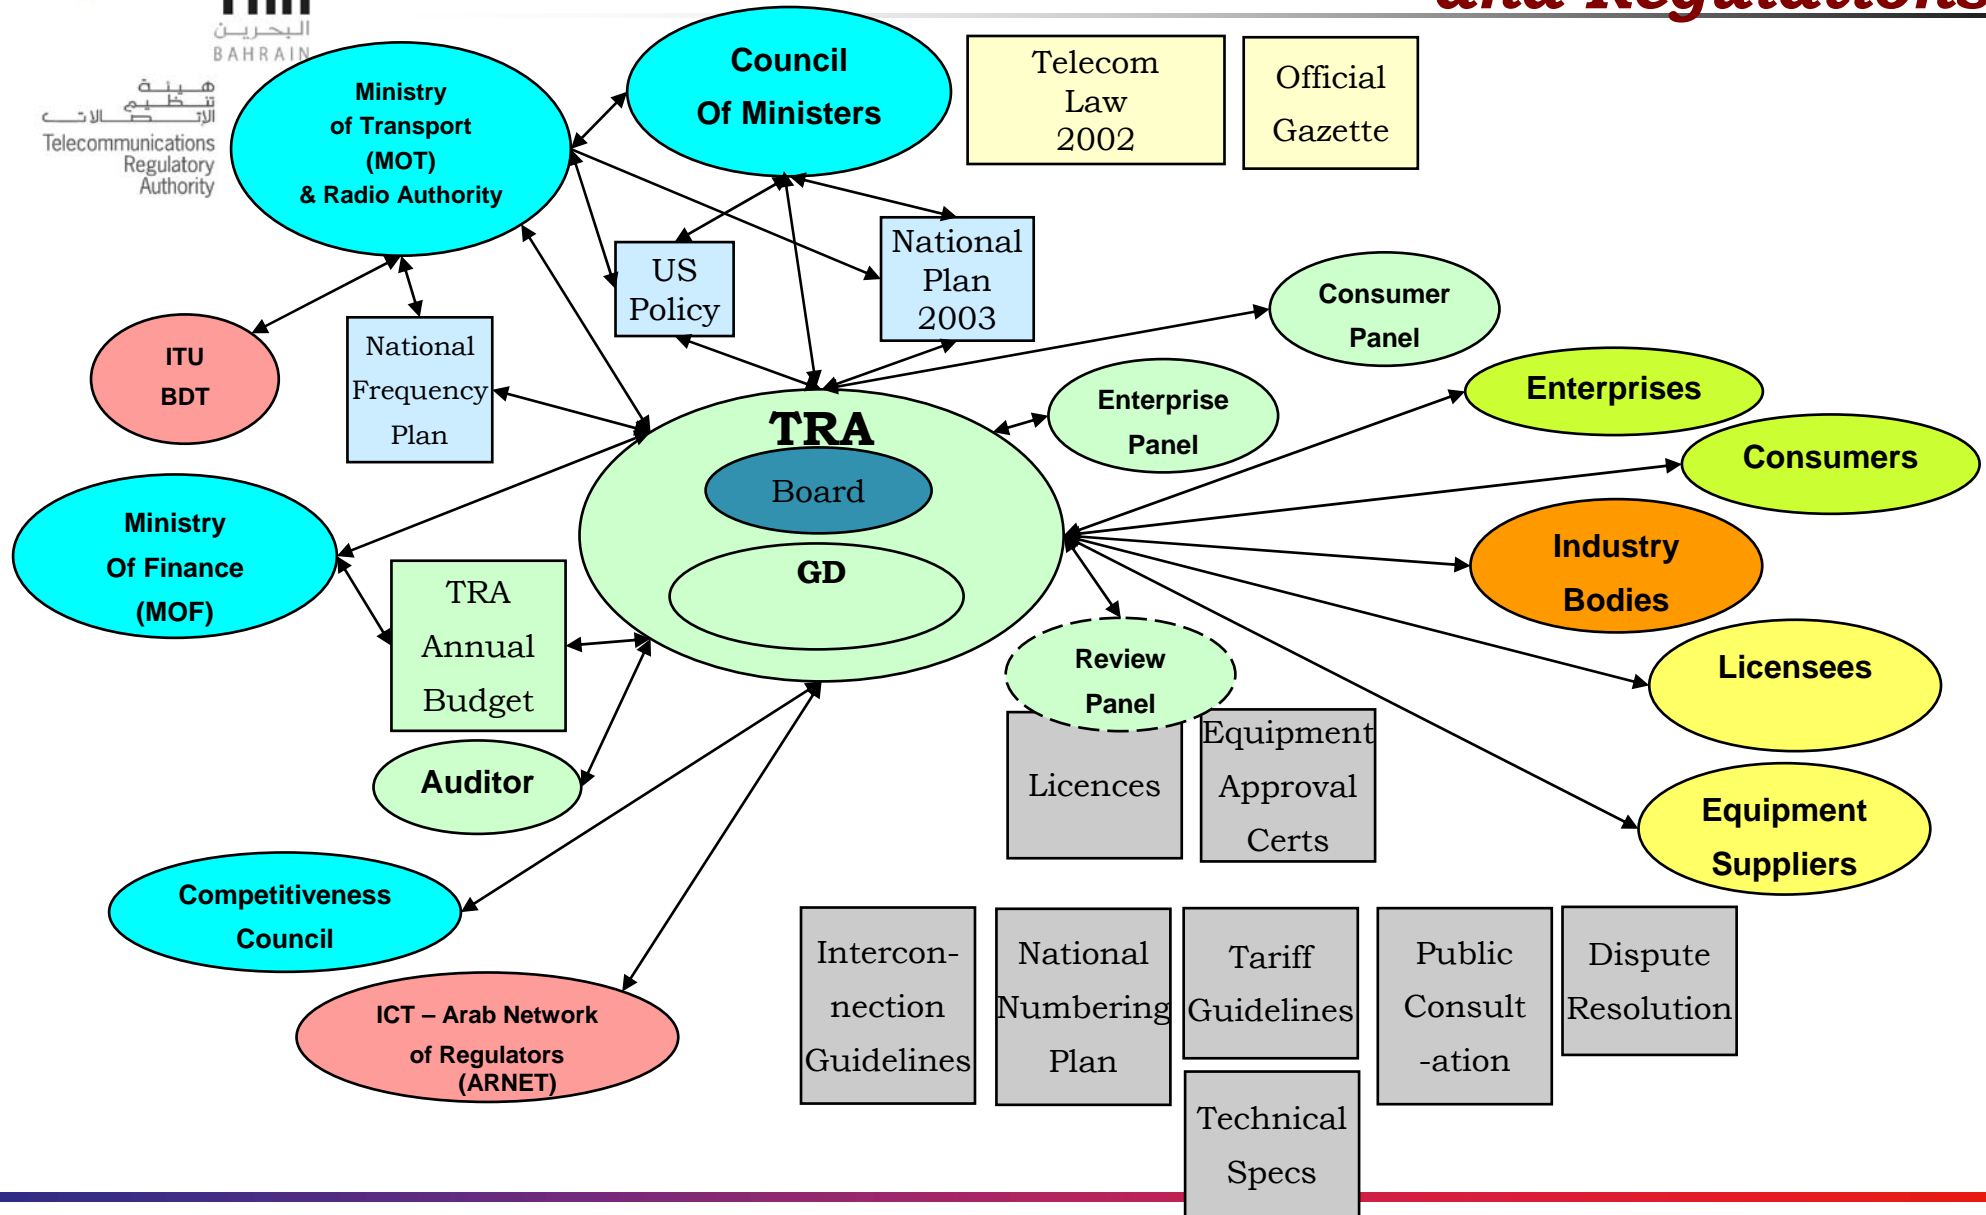 and Regulations
البحرين
BAHRAIN
هيئة
تنظيم
الإتصالات
Telecommunications
Regulatory
Authority
Ministry
of Transport
(MOT)
& Radio Authority
Council
Of Ministers
Telecom
Law
2002
Official
Gazette
US
Policy
National
Plan
2003
Consumer
Panel
ITU
BDT
National
Frequency
Plan
TRA
Board
GD
Enterprise
Panel
Enterprises
Consumers
Industry
Bodies
Licensees
Equipment
Suppliers
Ministry
Of Finance
(MOF)
TRA
Annual
Budget
Auditor
Review
Panel
Licences
Equipment
Approval
Certs
Competitiveness
Council
ICT – Arab Network
of Regulators
(ARNET)
Intercon-
nection
Guidelines
National
Numbering
Plan
Tariff
Guidelines
Public
Consult
-ation
Dispute
Resolution
Technical
Specs